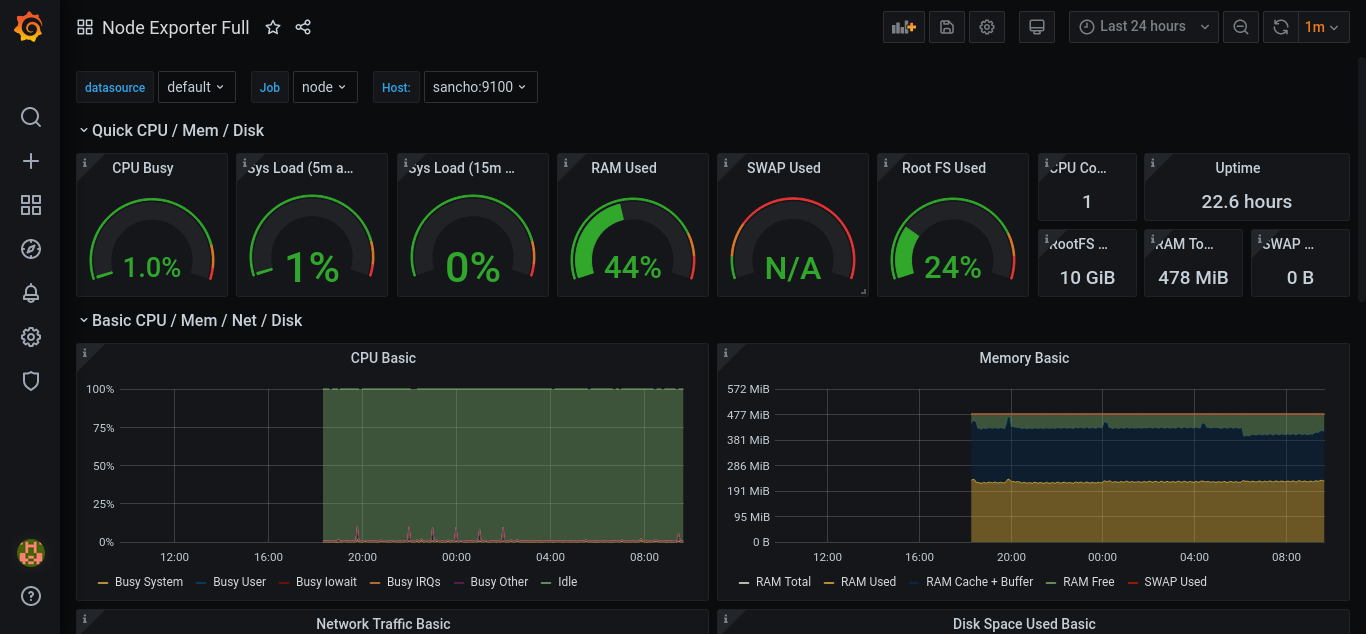 Node Exporter Full
Last 24 hours
1m
datasource default Job node Host: sancho:9100
Quick CPU / Mem / Disk
CPU Busy
1.0%
Sys Load (5m a...
1%
Sys Load (15m ...
0%
RAM Used
44%
SWAP Used
N/A
Root FS Used
24%
CPU Co...
1
Uptime
22.6 hours
RootFS ...
10 GiB
RAM To...
478 MiB
SWAP ...
0 B
Basic CPU / Mem / Net / Disk
CPU Basic
100%
75%
50%
25%
0%
12:00 16:00 20:00 00:00 04:00 08:00
Busy System Busy User Busy Iowait Busy IRQs Busy Other Idle
Memory Basic
572 MiB
477 MiB
381 MiB
286 MiB
191 MiB
95 MiB
0 B
12:00 16:00 20:00 00:00 04:00 08:00
RAM Total RAM Used RAM Cache + Buffer RAM Free SWAP Used
Network Traffic Basic
Disk Space Used Basic